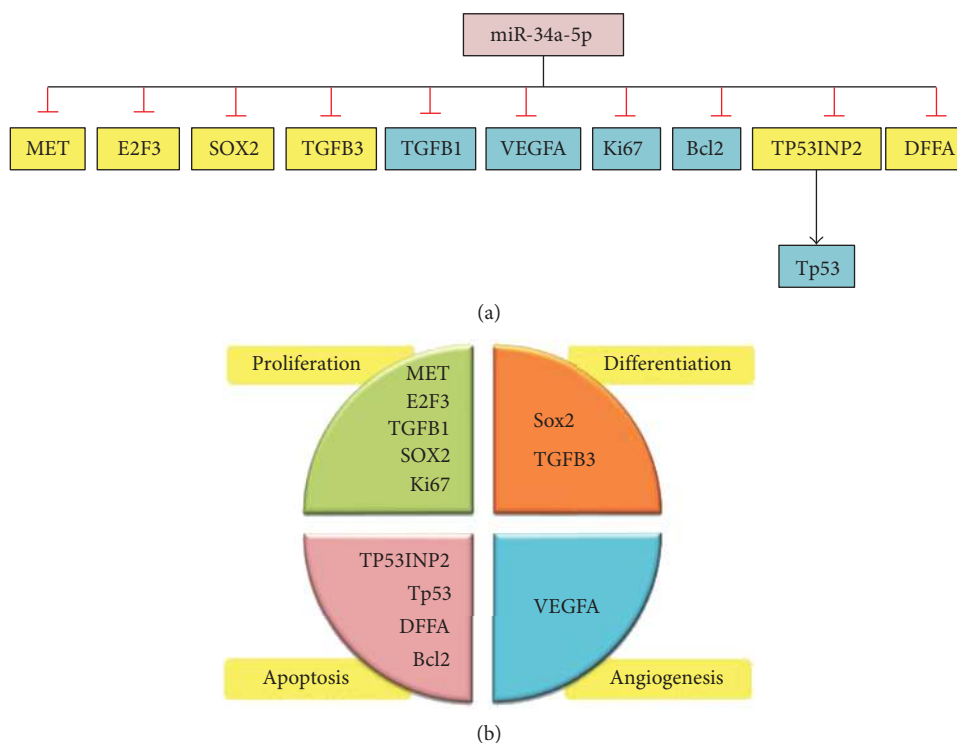 miR-34a-5p
MET E2F3 SOX2 TGFB3 TGFB1 VEGFA Ki67 Bcl2 TP53INP2 DFFA
Tp53
(a)
Proliferation
MET
E2F3
TGFB1
SOX2
Ki67
Differentiation
Sox2
TGFB3
TP53INP2
Tp53
DFFA
Bcl2
Apoptosis
VEGFA
Angiogenesis
(b)